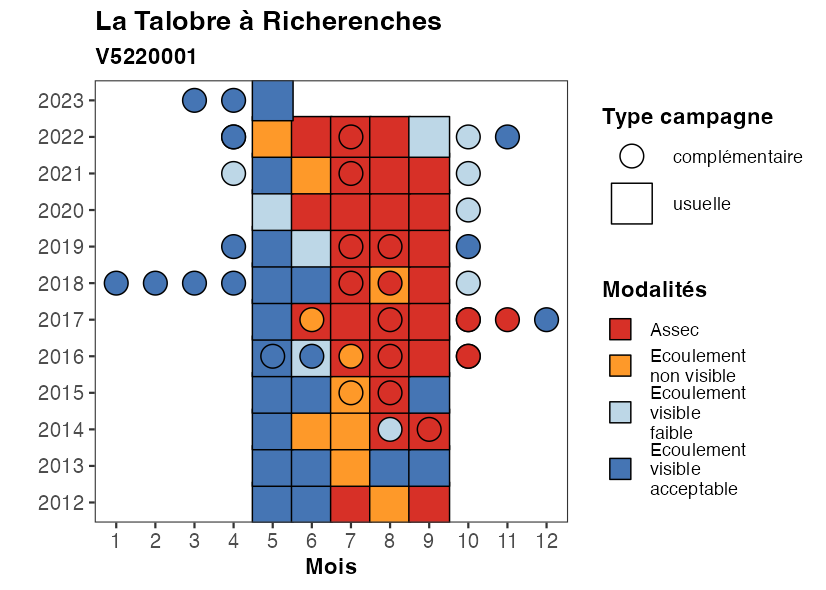 La Talobre à Richerenches
V5220001
2023
2022
2021
2020
2019
2018
2017
2016
2015
2014
2013
2012
1 2 3 4 5 6 7 8 9 10 11 12
Mois
Type campagne
complémentaire
usuelle
Modalités
Assec
Ecoulement
non visible
Ecoulement
visible
faible
Ecoulement
visible
acceptable